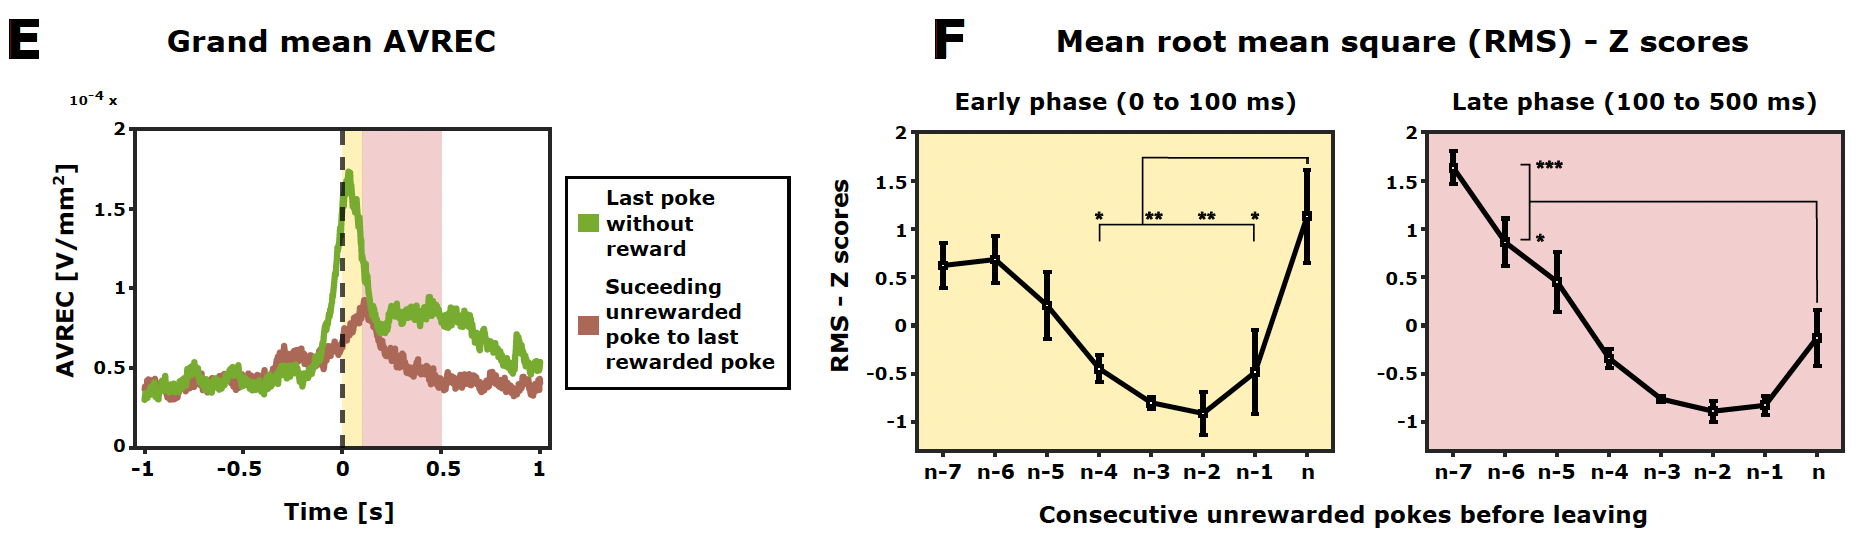 E
Grand mean AVREC
10⁻⁴ x
2
1.5
1
0.5
0
AVREC [V/mm²]
-1
-0.5
0
0.5
1
Time [s]
Last poke
without
reward
Suceeding
unrewarded
poke to last
rewarded poke
F
Mean root mean square (RMS) – Z scores
Early phase (0 to 100 ms)
RMS – Z scores
2
1.5
1
0.5
0
-0.5
-1
* ** ** *
n-7 n-6 n-5 n-4 n-3 n-2 n-1 n
Late phase (100 to 500 ms)
2
1.5
1
0.5
0
-0.5
-1
***
*
n-7 n-6 n-5 n-4 n-3 n-2 n-1 n
Consecutive unrewarded pokes before leaving